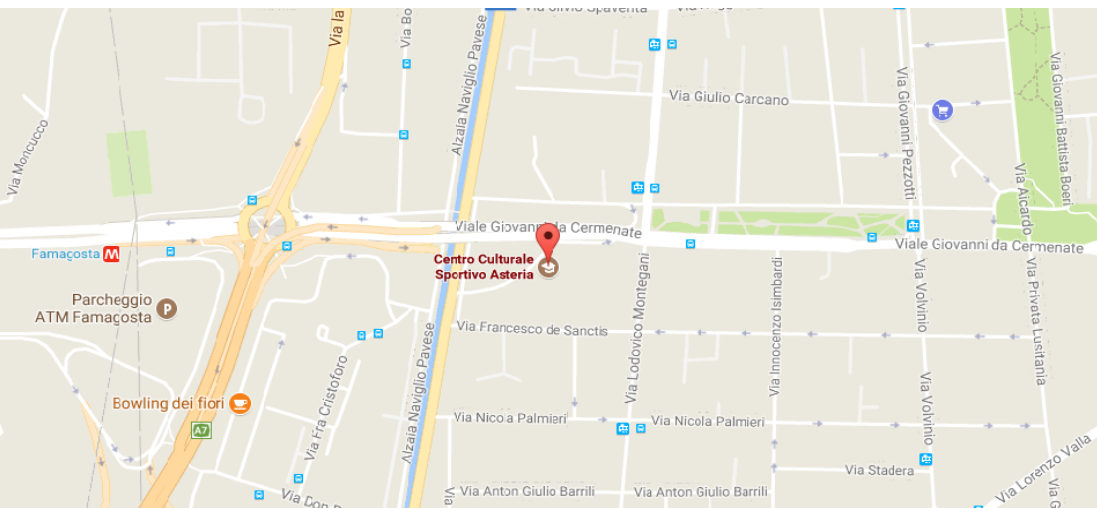 Via Silvio Spaventa
Via la
Via Bo
Alzaia Naviglio Pavese
Via Giulio Carcano
Via Giovanni Pezzotti
Via Giovanni Battista Boeri
Via Moncucco
Via Aicardo
Viale Giovanni da Cermenate
Viale Giovanni da Cermenate
Famagosta M
Centro Culturale
Sportivo Asteria
Parcheggio
ATM Famagosta
P
Via Francesco de Sanctis
Via Lodovico Montegani
Via Innocenzo Isimbardi
Via Volvinio
Via Privata Lusitania
Alzaia Naviglio Pavese
Via Fra Cristoforo
Bowling dei fiori
A7
Via Nicola Palmieri
Via Nicola Palmieri
Via Volvinio
Via Stadera
Via Lorenzo Valla
Via Anton Giulio Barrili
Via Anton Giulio Barrili
Via Don
Via G